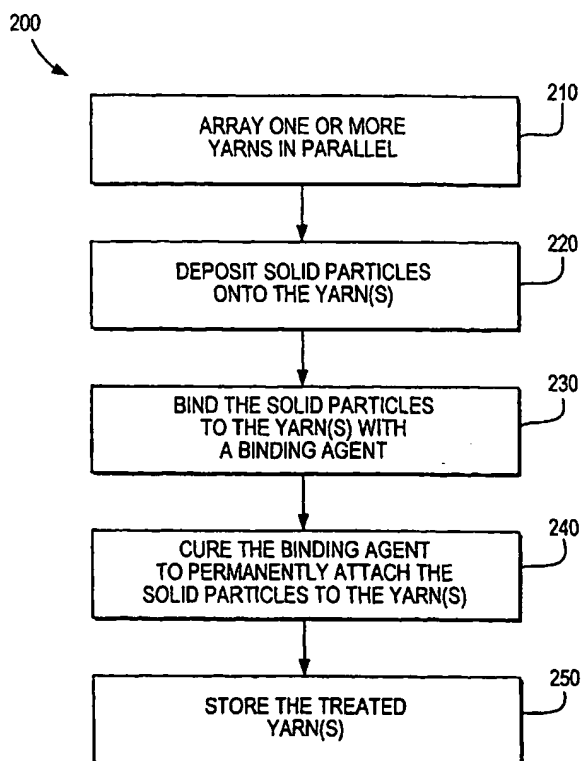 200
210
ARRAY ONE OR MORE
YARNS IN PARALLEL
220
DEPOSIT SOLID PARTICLES
ONTO THE YARN(S)
230
BIND THE SOLID PARTICLES
TO THE YARN(S) WITH
A BINDING AGENT
240
CURE THE BINDING AGENT
TO PERMANENTLY ATTACH THE
SOLID PARTICLES TO THE YARN(S)
250
STORE THE TREATED
YARN(S)